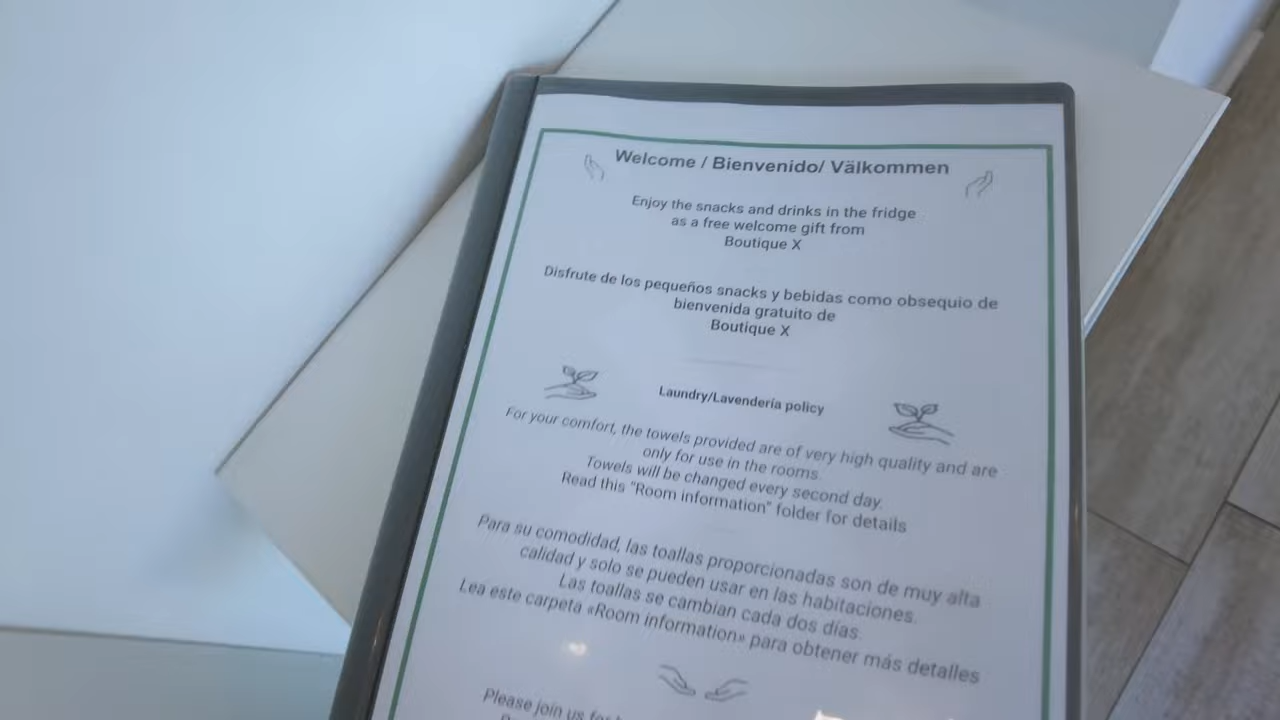 Welcome / Bienvenido/ Välkommen
Enjoy the snacks and drinks in the fridge
as a free welcome gift from
Boutique X
Disfrute de los pequeños snacks y bebidas como obsequio de
bienvenida gratuito de
Boutique X
Laundry/Lavendería policy
For your comfort, the towels provided are of very high quality and are
only for use in the rooms.
Towels will be changed every second day.
Read this "Room information" folder for details
Para su comodidad, las toallas proporcionadas son de muy alta
calidad y solo se pueden usar en las habitaciones.
Las toallas se cambian cada dos días.
Lea este carpeta «Room information» para obtener más detalles
Please join us for